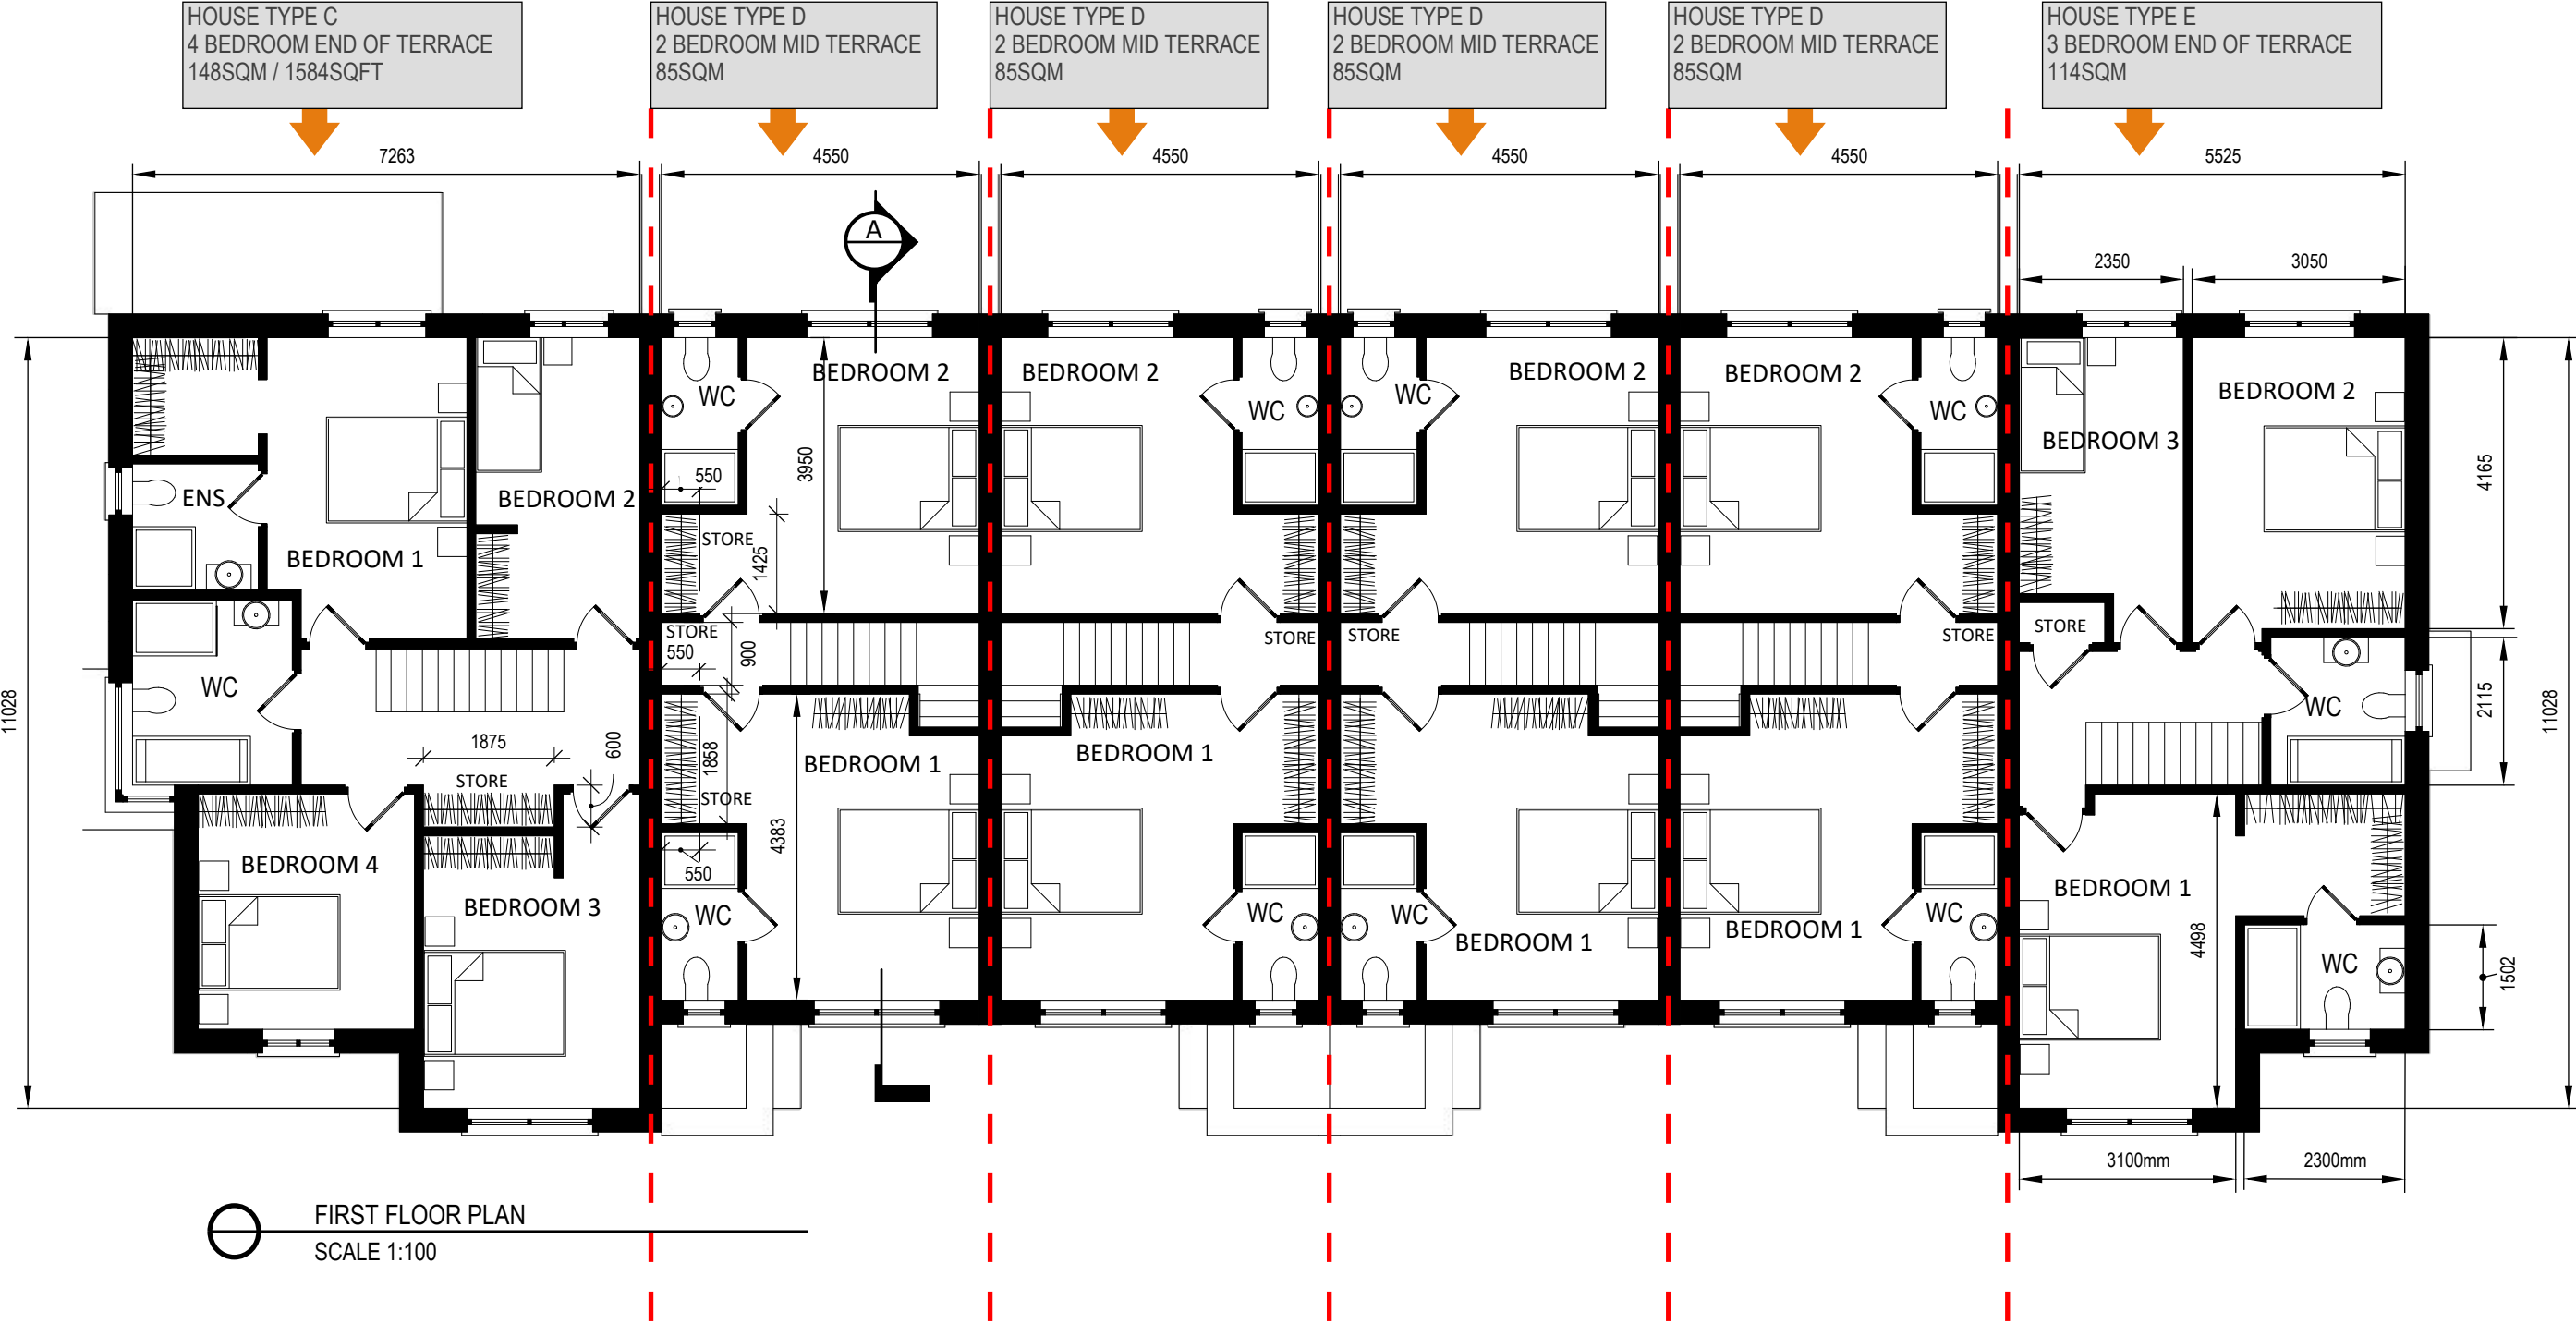 HOUSE TYPE C
4 BEDROOM END OF TERRACE
148SQM / 1584SQFT
HOUSE TYPE D
2 BEDROOM MID TERRACE
85SQM
HOUSE TYPE D
2 BEDROOM MID TERRACE
85SQM
HOUSE TYPE D
2 BEDROOM MID TERRACE
85SQM
HOUSE TYPE D
2 BEDROOM MID TERRACE
85SQM
HOUSE TYPE E
3 BEDROOM END OF TERRACE
114SQM
7263
4550
4550
4550
4550
5525
A
2350
3050
11028
ENS
BEDROOM 1
BEDROOM 2
WC
1875
600
STORE
BEDROOM 4
BEDROOM 3
WC
BEDROOM 2
3950
550
STORE
1425
STORE
550
900
1858
STORE
BEDROOM 1
4383
550
WC
BEDROOM 2
WC
STORE
BEDROOM 1
WC
WC
BEDROOM 2
STORE
WC
BEDROOM 1
BEDROOM 2
WC
STORE
BEDROOM 1
WC
BEDROOM 3
BEDROOM 2
4165
STORE
WC
2115
11028
BEDROOM 1
4498
WC
1502
3100mm
2300mm
FIRST FLOOR PLAN
SCALE 1:100